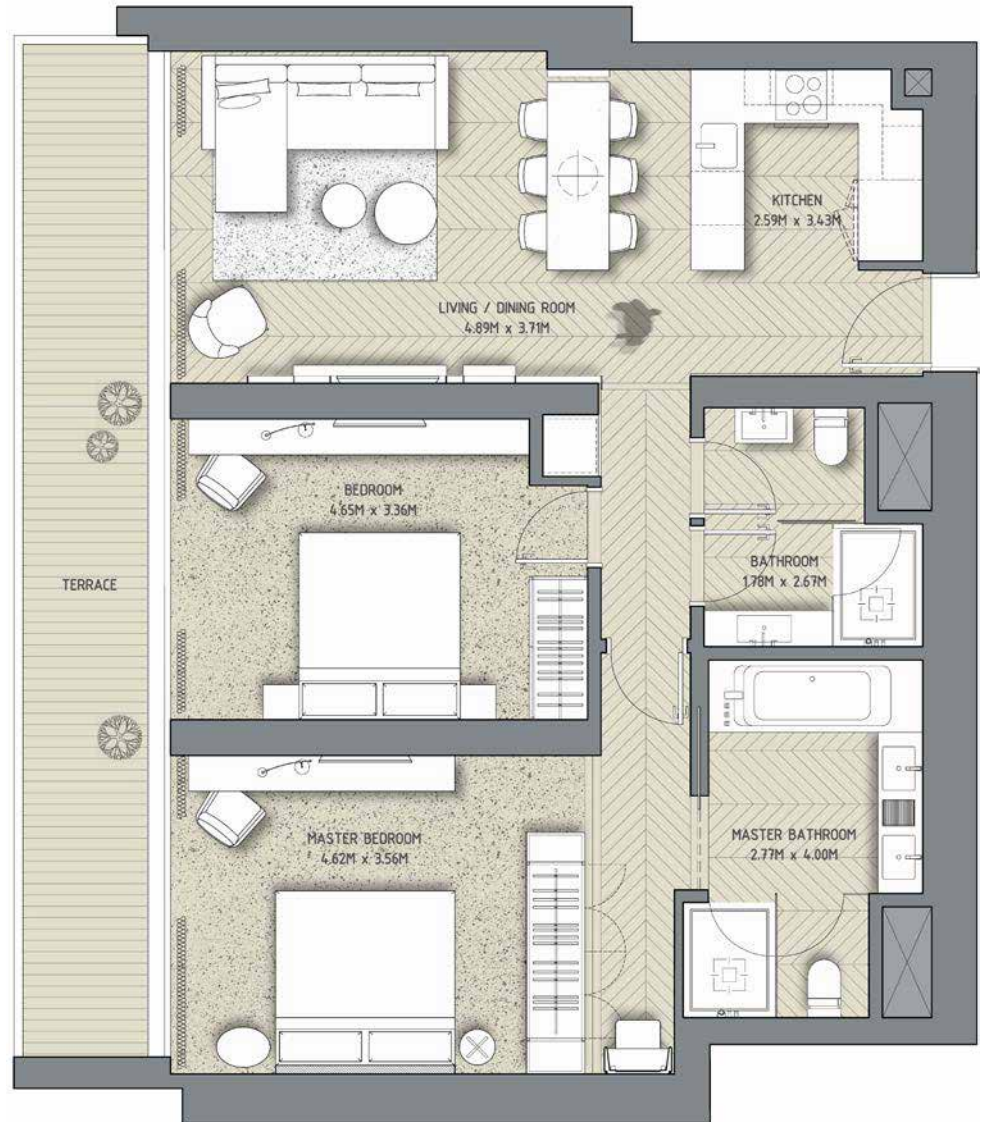 KITCHEN
2.59M x 3.43M
LIVING / DINING ROOM
4.89M x 3.71M
BEDROOM
4.65M x 3.36M
TERRACE
BATHROOM
1.78M x 2.67M
MASTER BEDROOM
4.62M x 3.56M
MASTER BATHROOM
2.77M x 4.00M